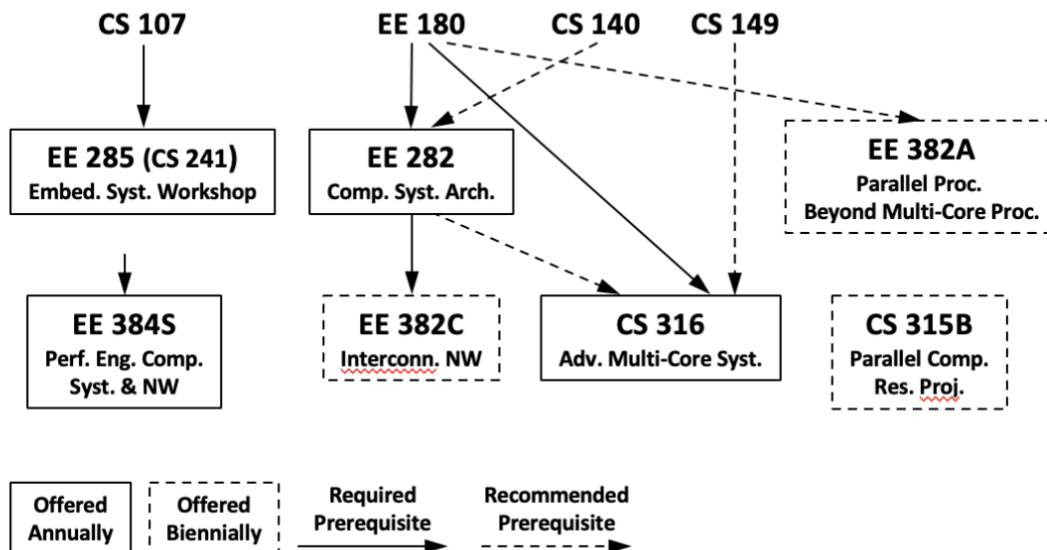 CS 107
EE 180
CS 140
CS 149
EE 285 (CS 241)
Embed. Syst. Workshop
EE 282
Comp. Syst. Arch.
EE 382A
Parallel Proc.
Beyond Multi-Core Proc.
EE 384S
Perf. Eng. Comp.
Syst. & NW
EE 382C
Interconn. NW
CS 316
Adv. Multi-Core Syst.
CS 315B
Parallel Comp.
Res. Proj.
Offered
Annually
Offered
Biennially
Required
Prerequisite
Recommended
Prerequisite